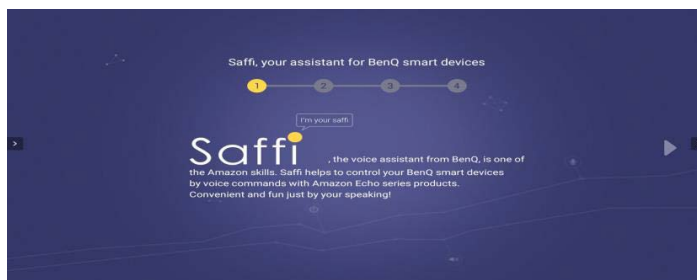 Saffi, your assistant for BenQ smart devices
1 2 3 4
I'm your saffi
Saffi , the voice assistant from BenQ, is one of
the Amazon skills. Saffi helps to control your BenQ smart devices
by voice commands with Amazon Echo series products.
Convenient and fun just by your speaking!